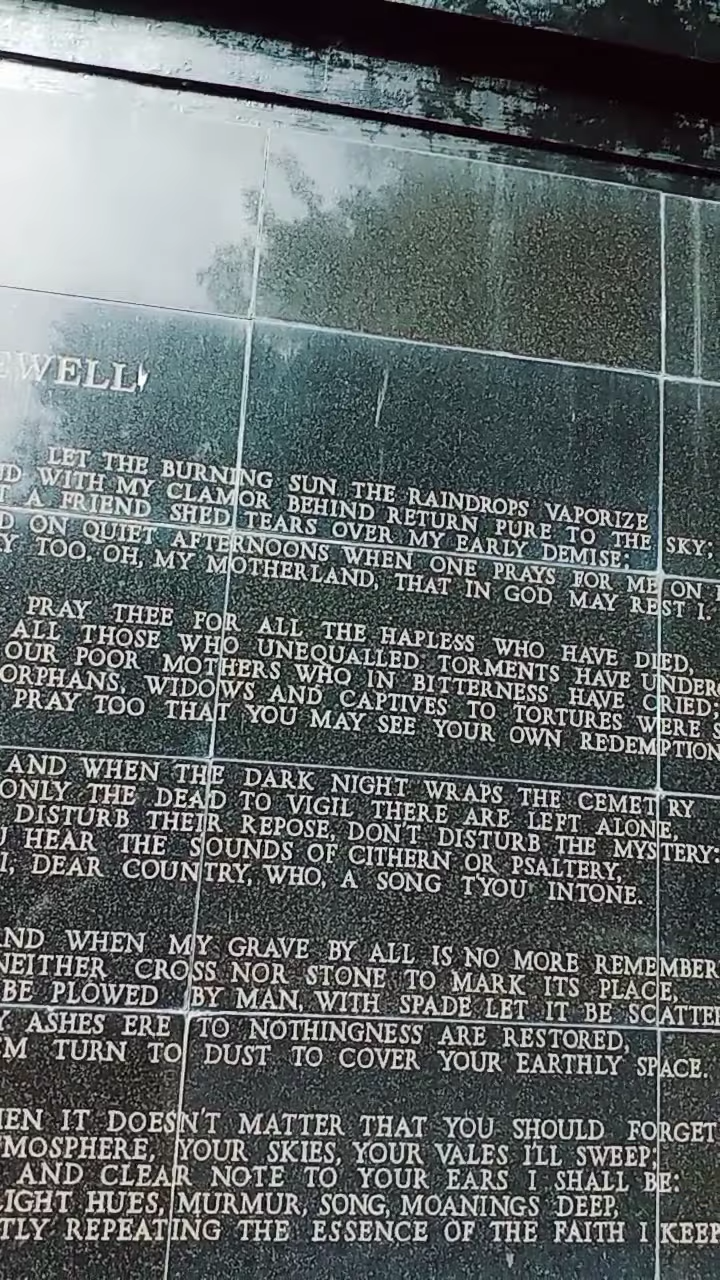 EWELL
LET THE BURNING SUN THE RAINDROPS VAPORIZE
ND WITH MY CLAMOR BEHIND RETURN PURE TO THE SKY;
T A FRIEND SHED TEARS OVER MY EARLY DEMISE;
D ON QUIET AFTERNOONS WHEN ONE PRAYS FOR ME ON
Y TOO, OH, MY MOTHERLAND, THAT IN GOD MAY REST I.
PRAY THEE FOR ALL THE HAPLESS WHO HAVE DIED,
ALL THOSE WHO UNEQUALLED TORMENTS HAVE UNDER
OUR POOR MOTHERS WHO IN BITTERNESS HAVE CRIED;
ORPHANS, WIDOWS AND CAPTIVES TO TORTURES WERE S
PRAY TOO THAT YOU MAY SEE YOUR OWN REDEMPTION
AND WHEN THE DARK NIGHT WRAPS THE CEMETRY
ONLY THE DEAD TO VIGIL THERE ARE LEFT ALONE,
DISTURB THEIR REPOSE, DON'T DISTURB THE MYSTERY:
U HEAR THE SOUNDS OF CITHERN OR PSALTERY,
I, DEAR COUNTRY, WHO, A SONG T'YOU INTONE.
AND WHEN MY GRAVE BY ALL IS NO MORE REMEMBER
NEITHER CROSS NOR STONE TO MARK ITS PLACE,
BE PLOWED BY MAN, WITH SPADE LET IT BE SCATTE
Y ASHES ERE TO NOTHINGNESS ARE RESTORED,
EM TURN TO DUST TO COVER YOUR EARTHLY SPACE.
HEN IT DOESN'T MATTER THAT YOU SHOULD FORGET
MOSPHERE, YOUR SKIES, YOUR VALES I'LL SWEEP;
AND CLEAR NOTE TO YOUR EARS I SHALL BE:
LIGHT HUES, MURMUR, SONG, MOANINGS DEEP,
TLY REPEATING THE ESSENCE OF THE FAITH I KEEP